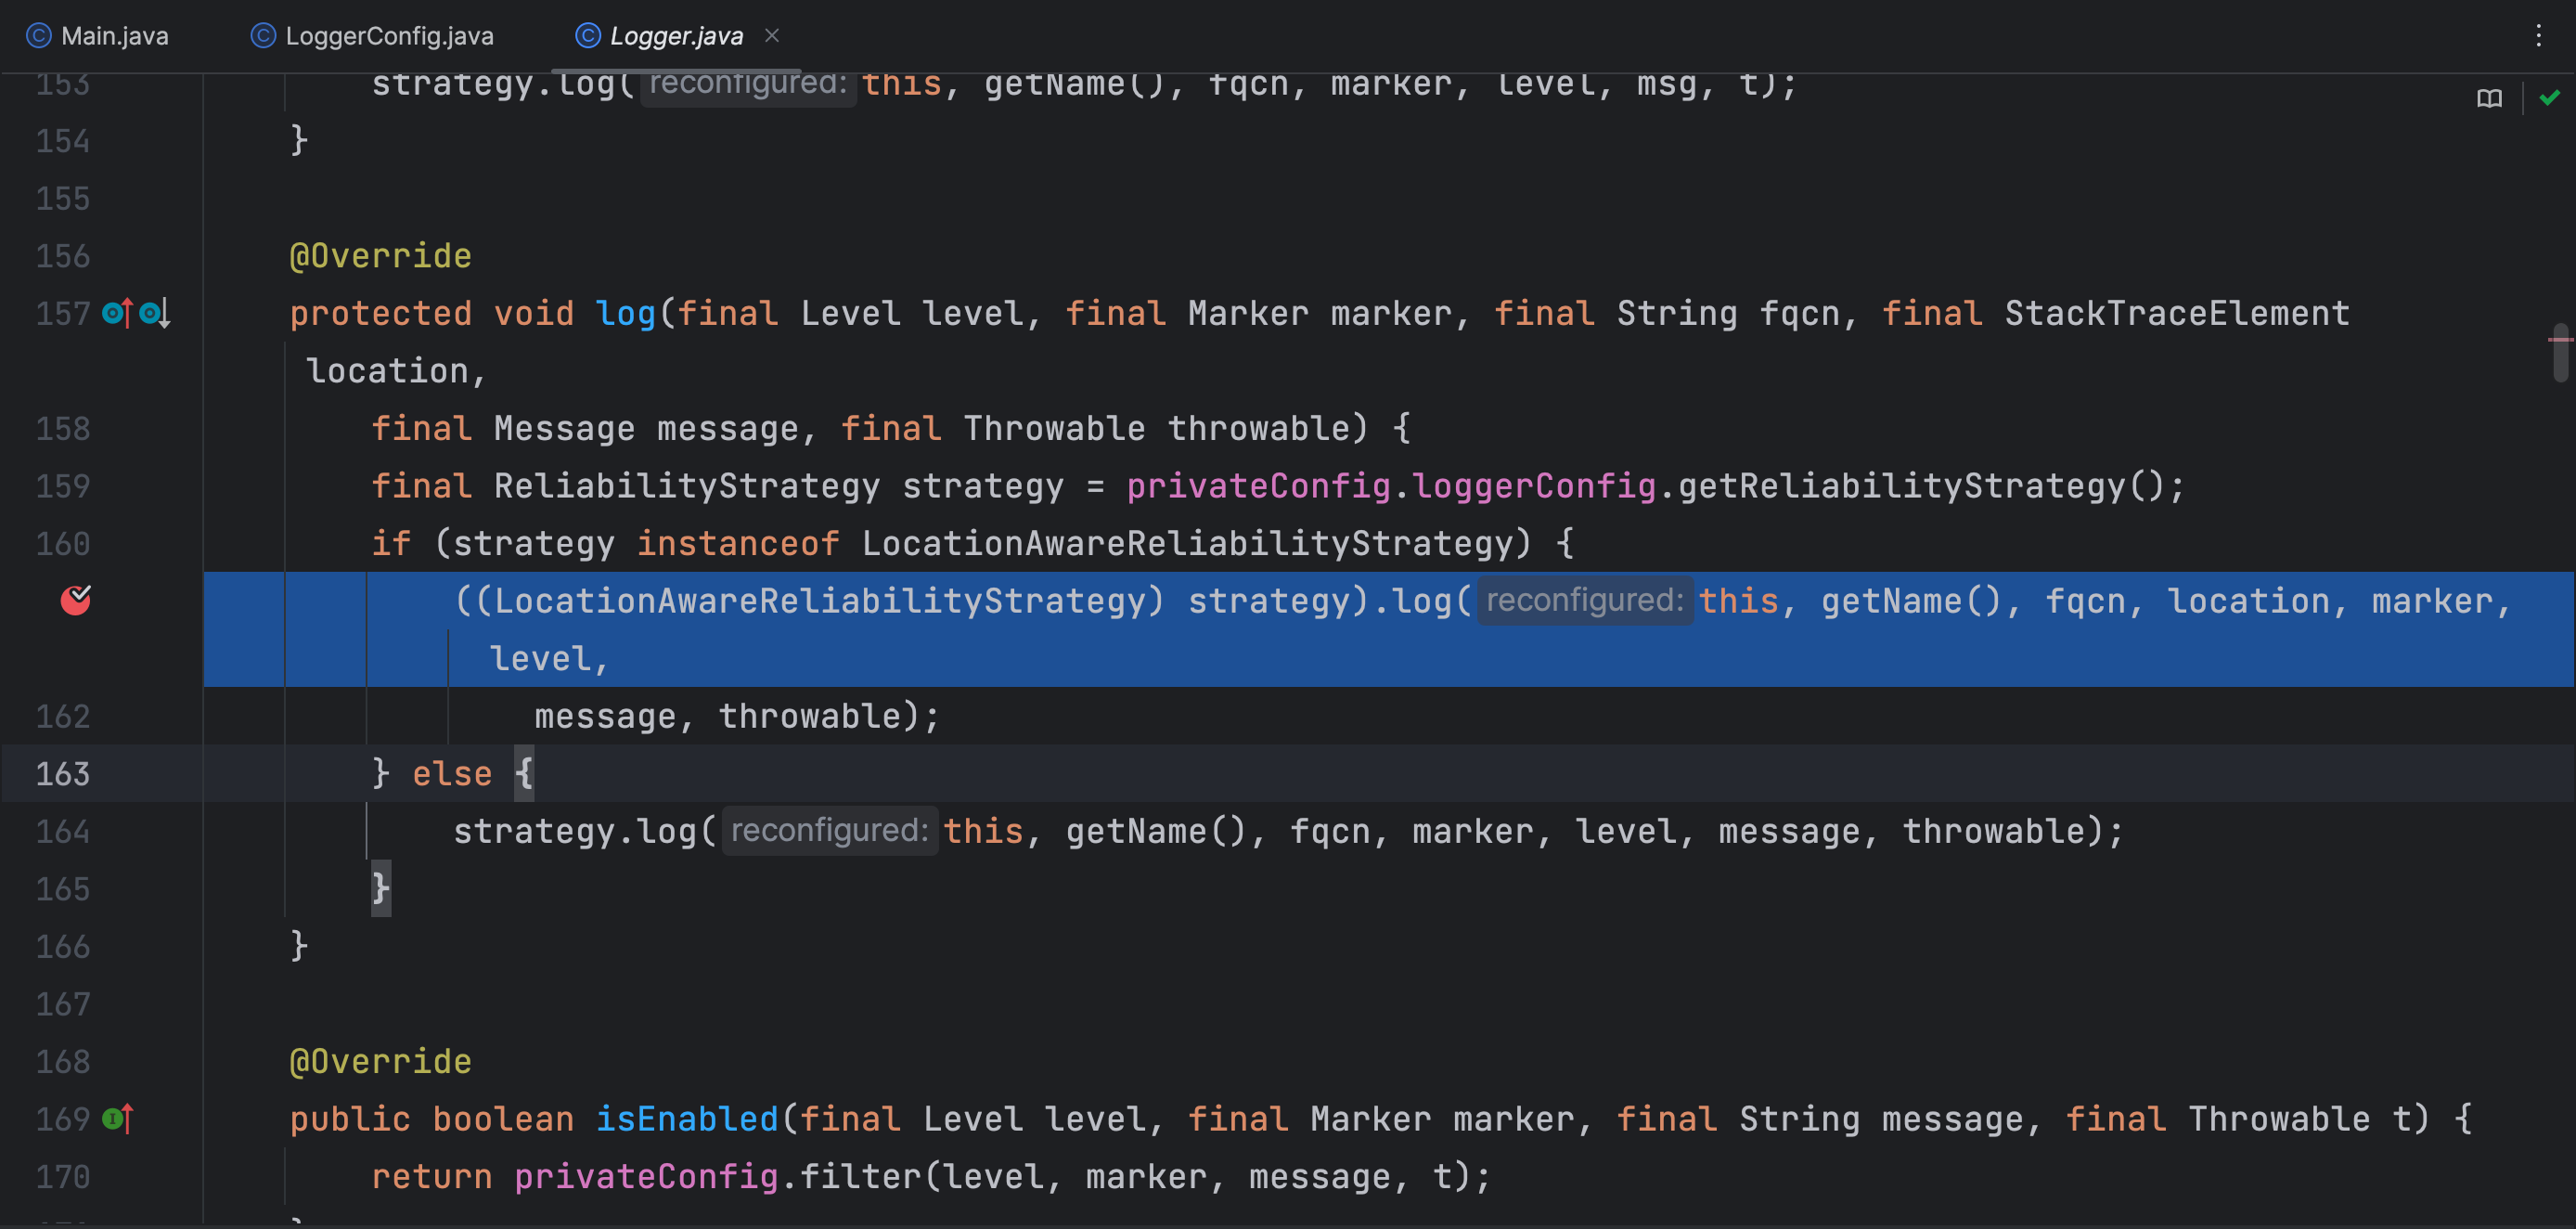 Main.java LoggerConfig.java Logger.java
153 strategy.log( reconfigured: this, getName(), fqcn, marker, level, msg, t);
154 }
155
156 @Override
157 protected void log(final Level level, final Marker marker, final String fqcn, final StackTraceElement
location,
158 final Message message, final Throwable throwable) {
159 final ReliabilityStrategy strategy = privateConfig.loggerConfig.getReliabilityStrategy();
160 if (strategy instanceof LocationAwareReliabilityStrategy) {
((LocationAwareReliabilityStrategy) strategy).log( reconfigured: this, getName(), fqcn, location, marker,
level,
162 message, throwable);
163 } else {
164 strategy.log( reconfigured: this, getName(), fqcn, marker, level, message, throwable);
165 }
166 }
167
168 @Override
169 public boolean isEnabled(final Level level, final Marker marker, final String message, final Throwable t) {
170 return privateConfig.filter(level, marker, message, t);